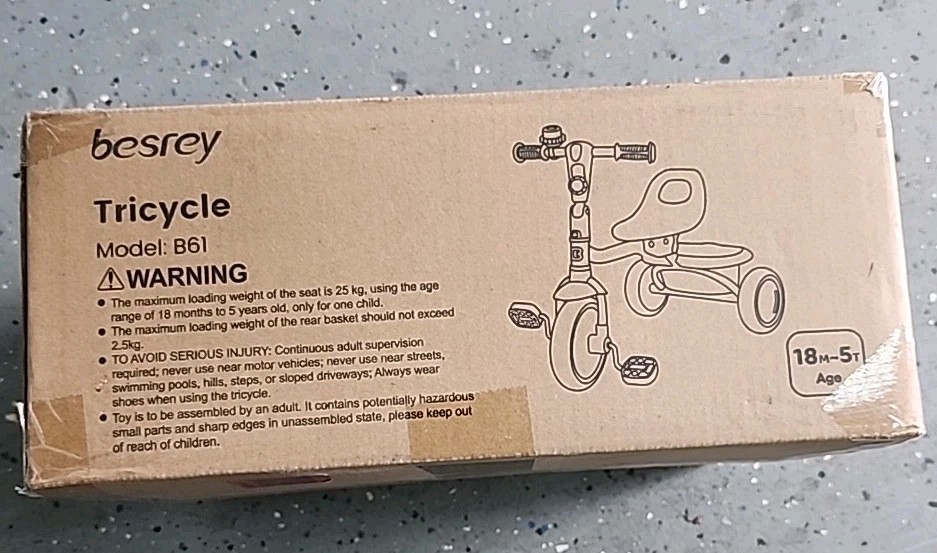 besrey
Tricycle
Model: B61
⚠WARNING
• The maximum loading weight of the seat is 25 kg, using the age
range of 18 months to 5 years old, only for one child.
• The maximum loading weight of the rear basket should not exceed
2.5kg.
• TO AVOID SERIOUS INJURY: Continuous adult supervision
required; never use near motor vehicles; never use near streets,
swimming pools, hills, steps, or sloped driveways; Always wear
shoes when using the tricycle.
• Toy is to be assembled by an adult. It contains potentially hazardous
small parts and sharp edges in unassembled state, please keep out
of reach of children.
B
18M-5T
Age